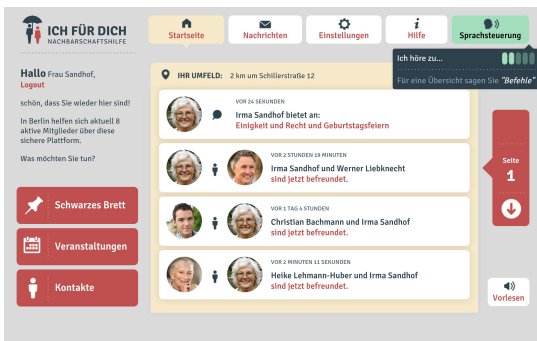 ICH FÜR DICH
NACHBARSCHAFTSHILFE
Startseite
Nachrichten
Einstellungen
Hilfe
Sprachsteuerung
Ich höre zu...
Für eine Übersicht sagen Sie "Befehle"
Hallo Frau Sandhof,
Logout
schön, dass Sie wieder hier sind!
In Berlin helfen sich aktuell 8
aktive Mitglieder über diese
sichere Plattform.
Was möchten Sie tun?
Schwarzes Brett
Veranstaltungen
Kontakte
IHR UMFELD: 2 km um Schillerstraße 12
VOR 24 SEKUNDEN
Irma Sandhof bietet an:
Einigkeit und Recht und Geburtstagsfeiern
VOR 2 STUNDEN 19 MINUTEN
Irma Sandhof und Werner Liebknecht
sind jetzt befreundet.
VOR 1 TAG 4 STUNDEN
Christian Bachmann und Irma Sandhof
sind jetzt befreundet.
VOR 2 MINUTEN 11 SEKUNDEN
Heike Lehmann-Huber und Irma Sandhof
sind jetzt befreundet.
Seite
1
Vorlesen